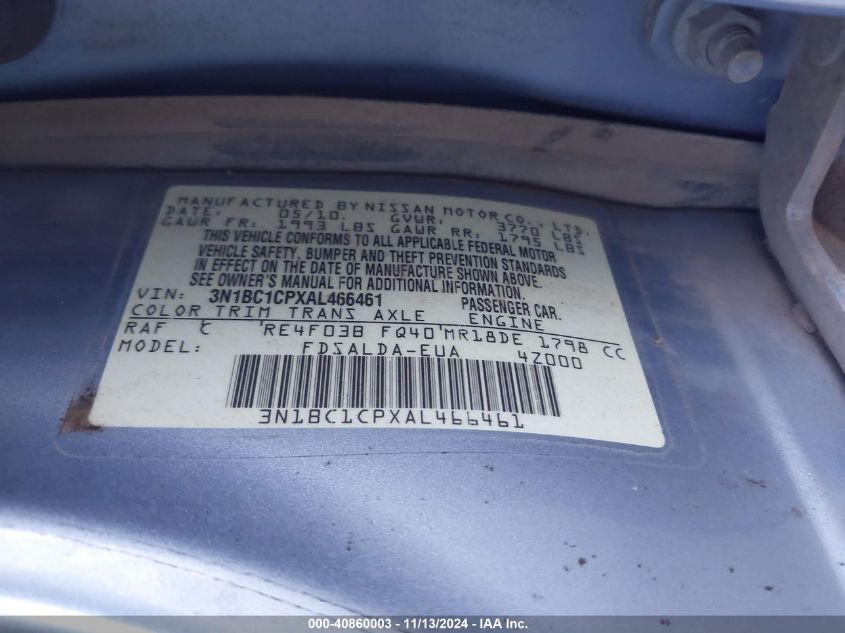 MANUFACTURED BY NISSAN MOTOR CO., LTD.
DATE: 05/10. GVWR: 3770 LBS
GAWR FR: 1993 LBS GAWR RR: 1795 LBS
THIS VEHICLE CONFORMS TO ALL APPLICABLE FEDERAL MOTOR
VEHICLE SAFETY, BUMPER AND THEFT PREVENTION STANDARDS
IN EFFECT ON THE DATE OF MANUFACTURE SHOWN ABOVE.
SEE OWNER'S MANUAL FOR ADDITIONAL INFORMATION.
VIN: 3N1BC1CPXAL466461 PASSENGER CAR.
COLOR TRIM TRANS AXLE ENGINE
RAF C RE4F03B FQ40 MR18DE 1798 CC
MODEL: FDSALDA-EUA 4Z000
3N1BC1CPXAL466461
000-40860003 - 11/13/2024 - IAA Inc.